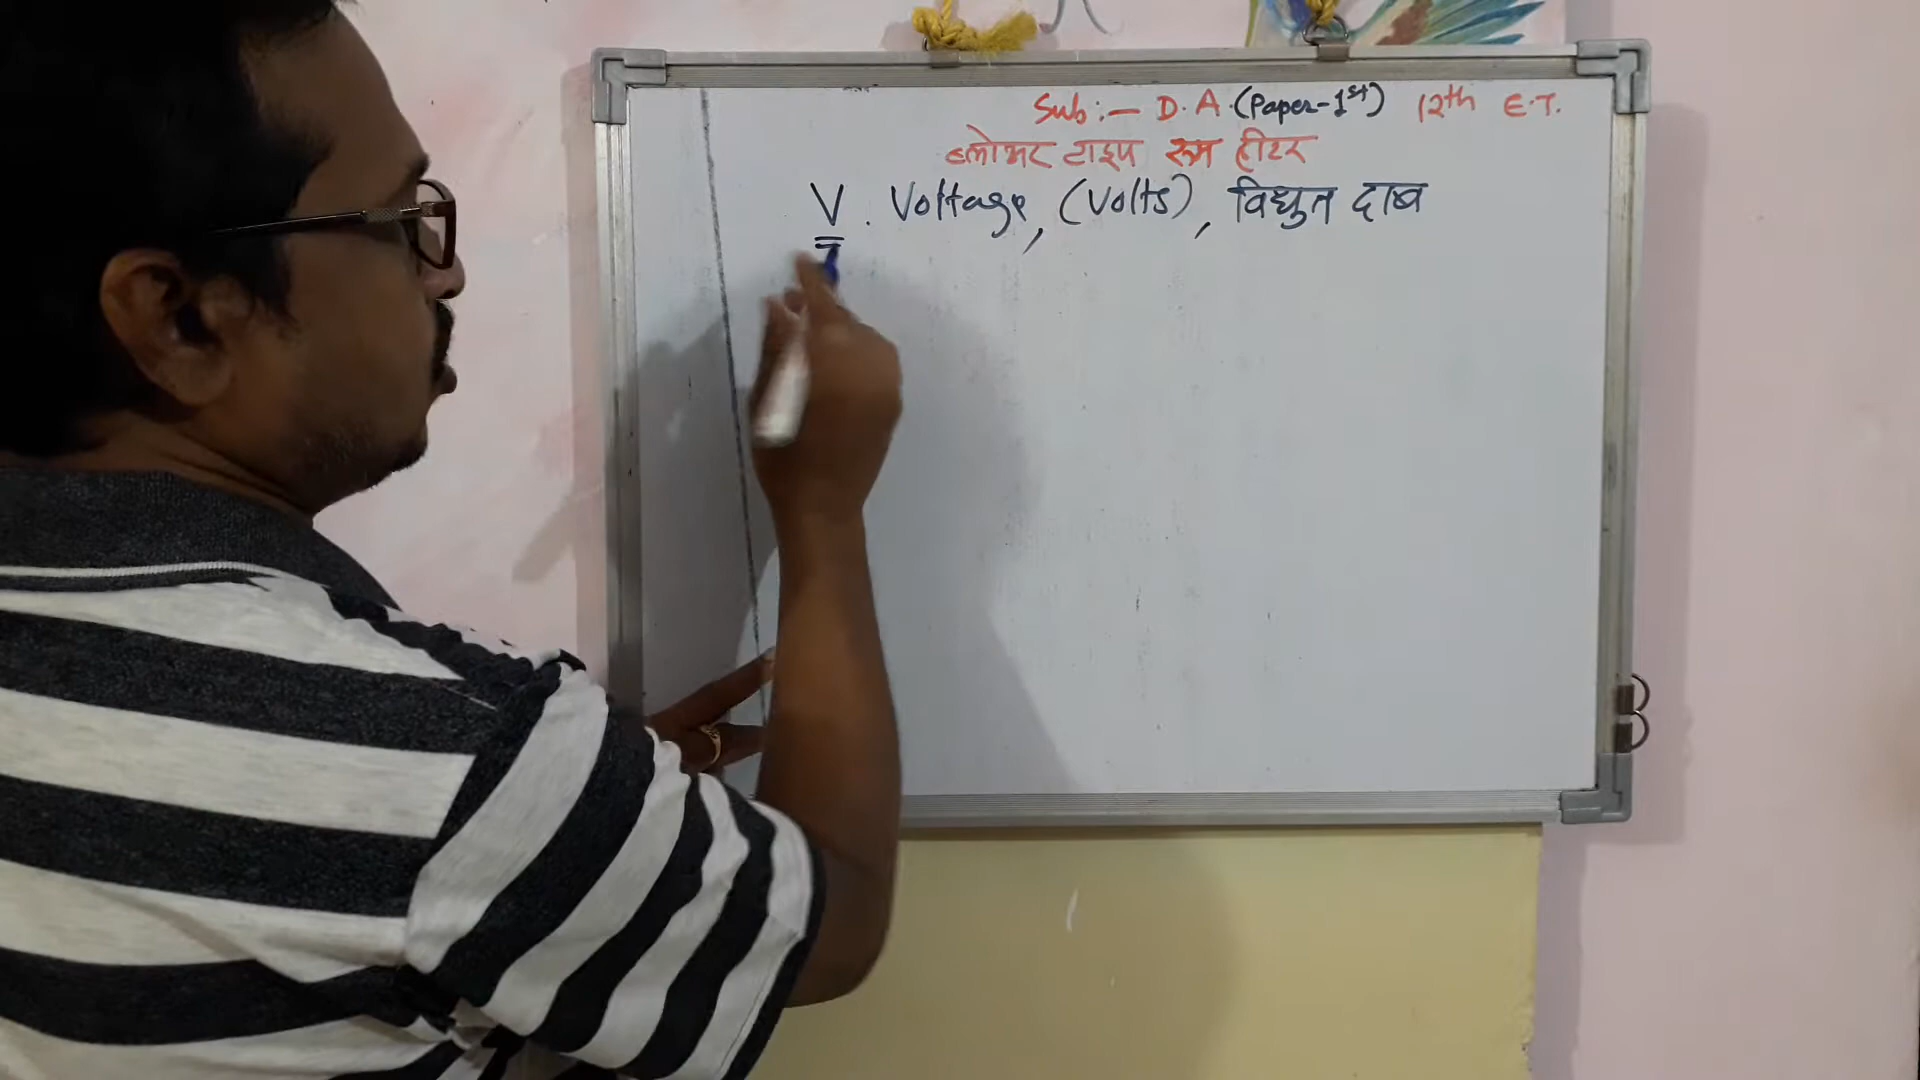 Sub:- D.A.(Paper-1st) 12th E.T.
ब्लोअर टाइप रूम हीटर
V. Voltage, (Volts), विधुत दाब